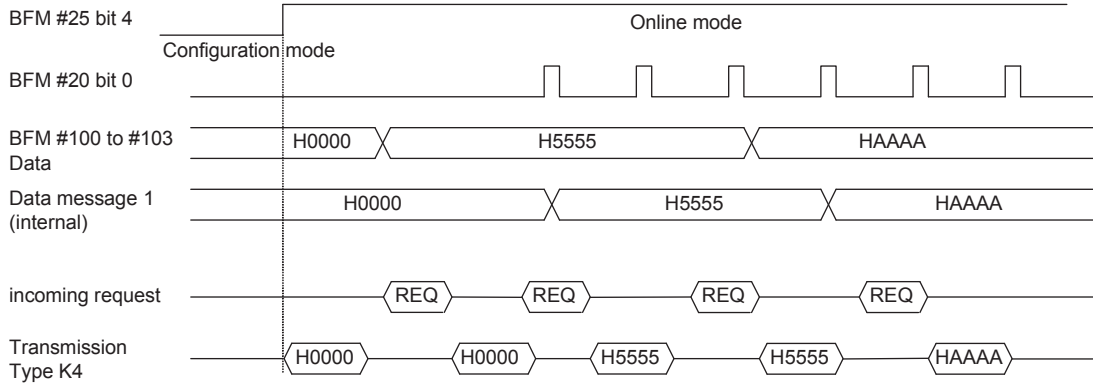 BFM #25 bit 4
Online mode
Configuration mode
BFM #20 bit 0
BFM #100 to #103
Data
H0000 H5555 HAAAA
Data message 1
(internal)
H0000 H5555 HAAAA
incoming request
REQ REQ REQ REQ
Transmission
Type K4
H0000 H0000 H5555 H5555 HAAAA